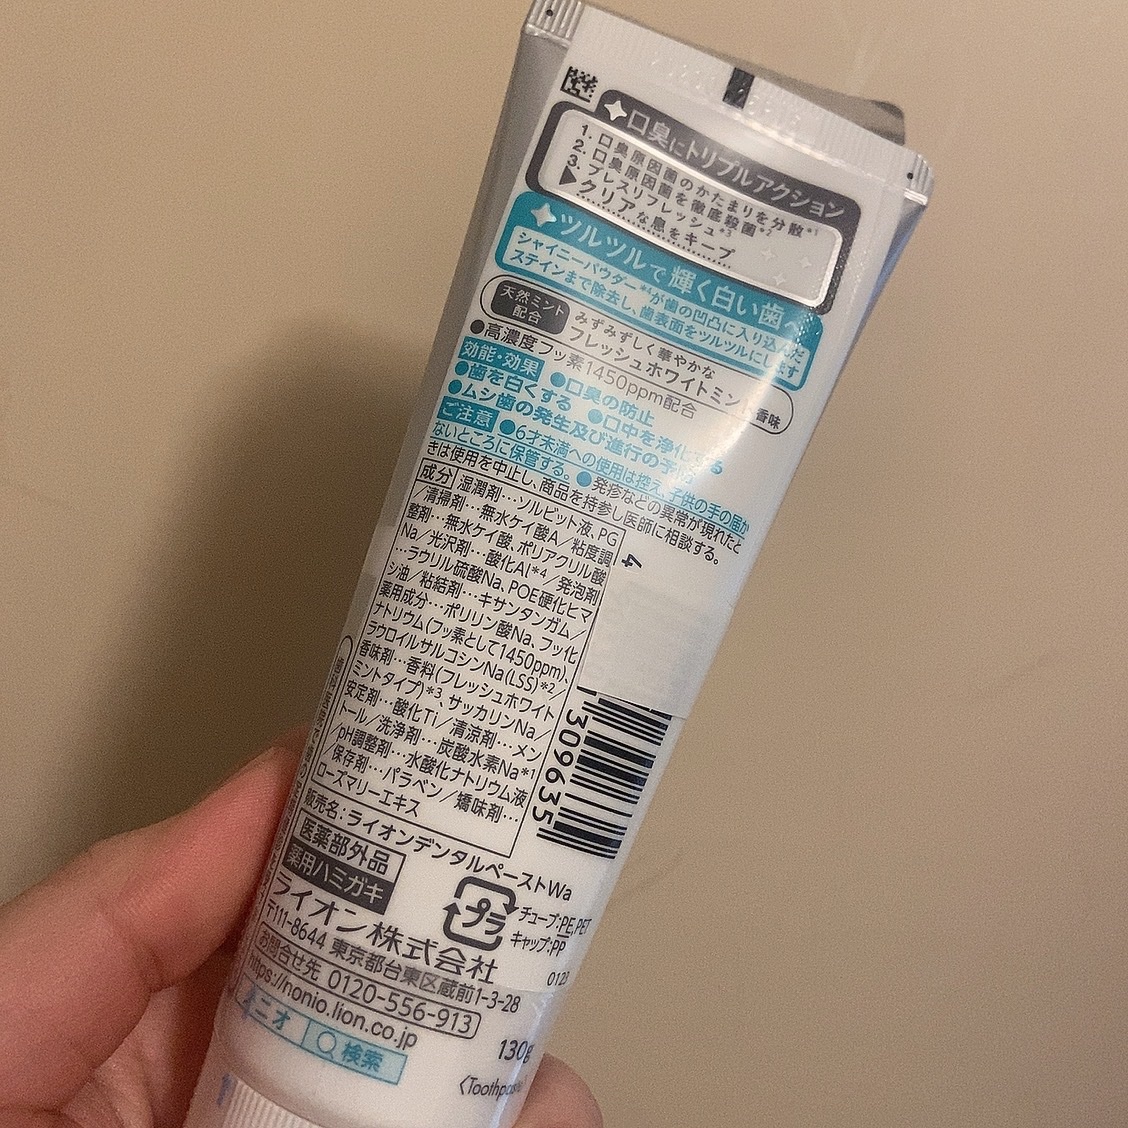 口臭にトリプルアクション
1. 口臭原因菌のかたまりを分散*1
2. 口臭原因菌を徹底殺菌*2
3. ブレスリフレッシュ*3
▶クリアな息をキープ
ツルツルで輝く白い歯へ
シャイニーパウダー*4が歯の凹凸に入り込んだ
ステインまで除去し、歯表面をツルツルにします
天然ミント
配合
みずみずしく華やかな
フレッシュホワイトミン 香味
●高濃度フッ素1450ppm配合
効能・効果 ●口臭の防止
●歯を白くする ●口中を浄化する
●ムシ歯の発生及び進行の予防
ご注意 ●6才未満への使用は控え、子供の手の届か
ないところに保管する。●発疹などの異常が現れたと
きは使用を中止し、商品を持参し医師に相談する。
成分 湿潤剤…ソルビット液、PG
/清掃剤…無水ケイ酸A/粘度調
整剤…無水ケイ酸、ポリアクリル酸
Na/光沢剤…酸化Al*4/発泡剤
…ラウリル硫酸Na、POE硬化ヒマ
シ油/粘結剤…キサンタンガム/
薬用成分…ポリリン酸Na、フッ化
ナトリウム(フッ素として1450ppm)、
ラウロイルサルコシンNa(LSS)*2/
香味剤…香料(フレッシュホワイト
ミントタイプ)*3、サッカリンNa/
安定剤…酸化Ti/清涼剤…メン
トール/洗浄剤…炭酸水素Na*1
/pH調整剤…水酸化ナトリウム液
/保存剤…パラベン/矯味剤…
ローズマリーエキス
4
309635
販売名:ライオンデンタルペーストWa
医薬部外品
薬用ハミガキ
プラ
チューブ:PE,PET
キャップ:PP
ライオン株式会社
〒111-8644 東京都台東区蔵前1-3-28
お問合せ先 0120-556-913
https://nonio.lion.co.jp
ニオ 検索
0123
130g